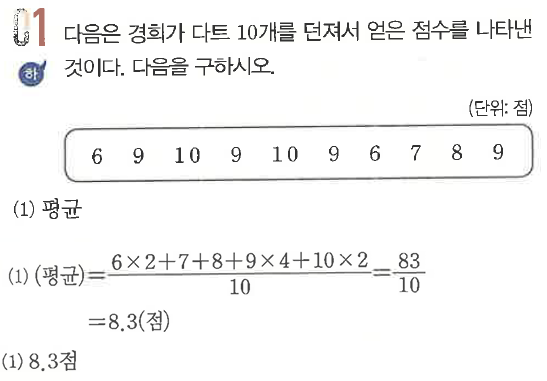 01 다음은 경희가 다트 10개를 던져서 얻은 점수를 나타낸
하 것이다. 다음을 구하시오.
(단위: 점)
6 9 10 9 10 9 6 7 8 9
(1) 평균
(1) (평균)=\frac{6×2+7+8+9×4+10×2}{10}=\frac{83}{10}
=8.3(점)
(1) 8.3점